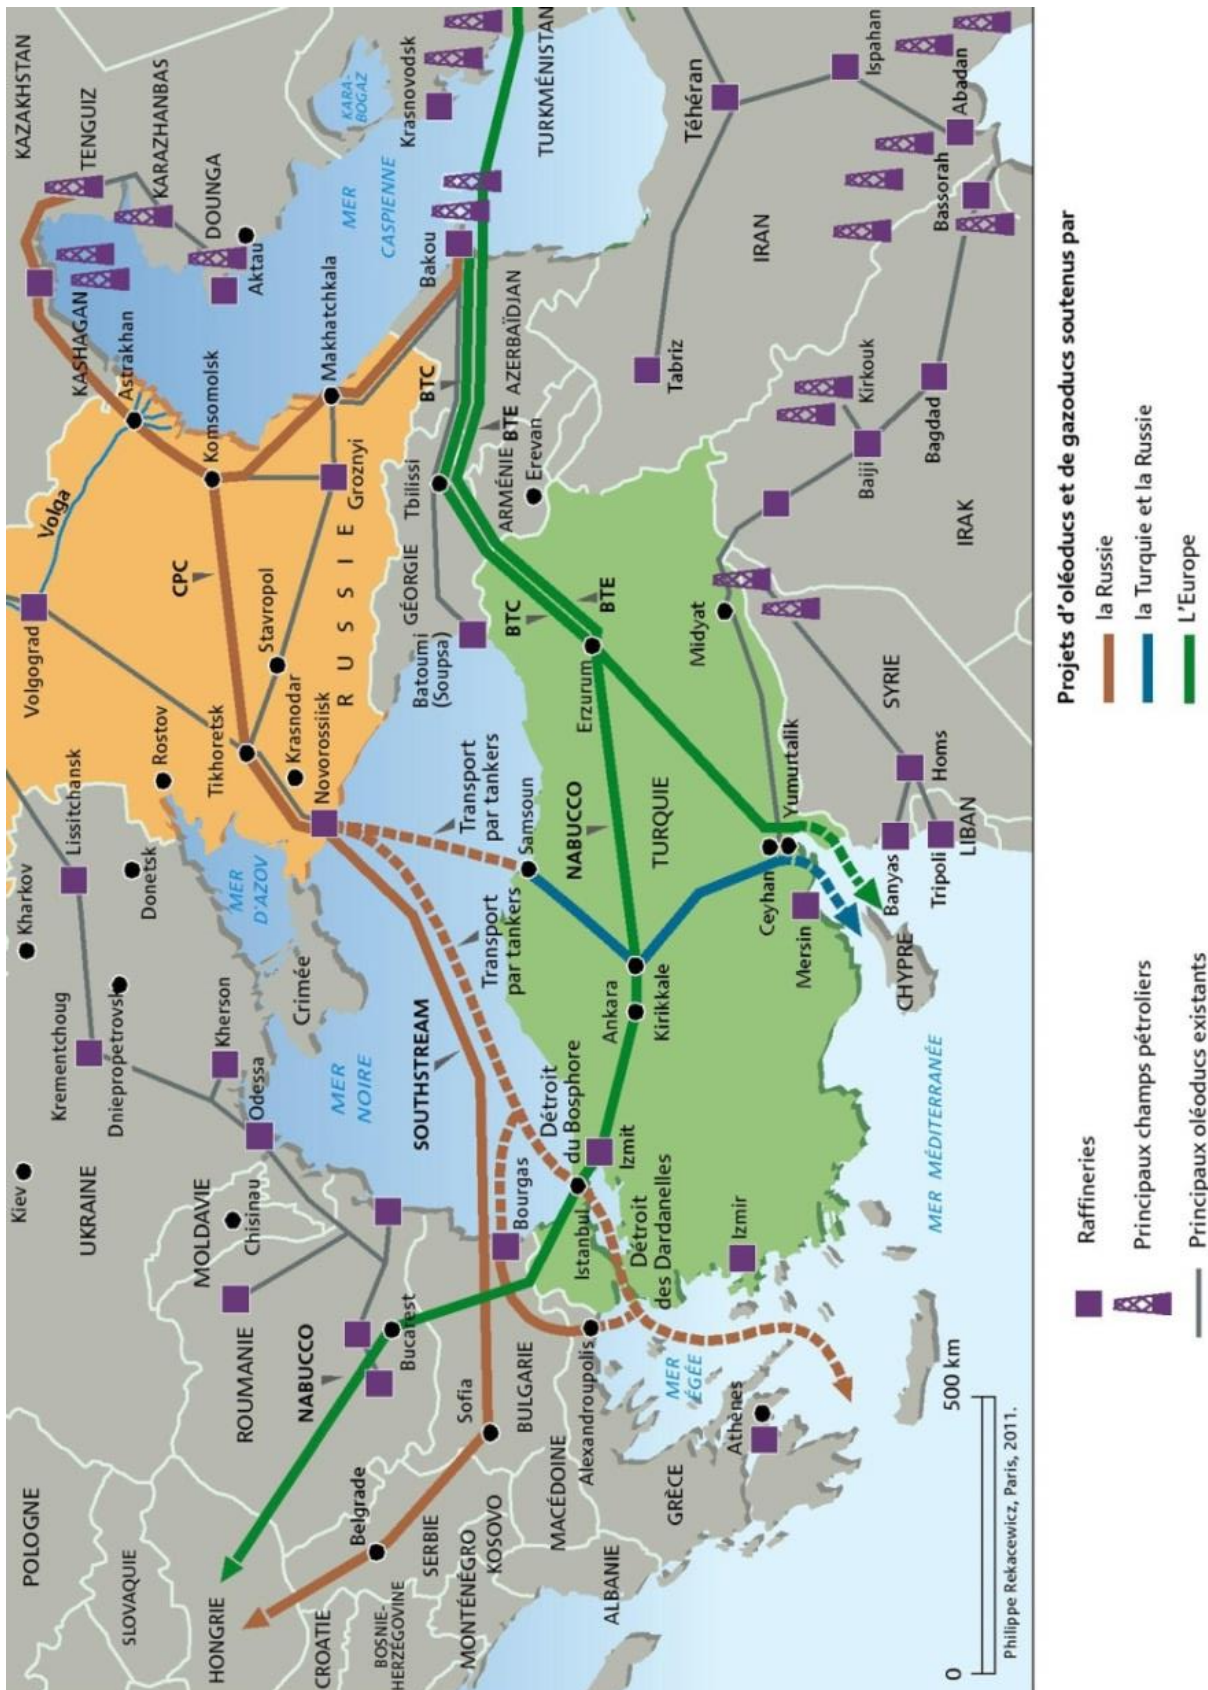 POLOGNE
Kiev
Kharkov
Lissitchansk
Volgograd
Volga
KAZAKHSTAN
SLOVAQUIE
UKRAINE
Krementchoug
Dniepropetrovsk
Donetsk
Rostov
KASHAGAN
TENGUIZ
Astrakhan
KARAZHANBAS
HONGRIE
MOLDAVIE
Chisinau
Odessa
Kherson
MER
D'AZOV
Tikhoretsk
CPC
Komsomolsk
DOUNGA
Aktau
ROUMANIE
Crimée
Krasnodar
Stavropol
CROATIE
NABUCCO
MER
NOIRE
Novorossiisk
RUSSIE
Groznyi
Makhatchkala
MER
CASPIENNE
KARA-
BOGAZ
BOSNIE-
HERZÉGOVINE
Belgrade
Bucarest
SOUTHSTREAM
SERBIE
Sofia
Transport
par tankers
Batoumi
(Soupsa)
GÉORGIE
Tbilissi
BTC
Bakou
Krasnovodsk
MONTÉNÉGRO
KOSOVO
BULGARIE
Bourgas
Transport
par tankers
Samsoun
ARMÉNIE
BTE
AZERBAÏDJAN
Erevan
TURKMÉNISTAN
MACÉDOINE
Alexandroupolis
Détroit
du Bosphore
Istanbul
Izmit
NABUCCO
BTC
BTE
Erzurum
ALBANIE
Ankara
Kirikkale
TURQUIE
GRÈCE
MER
ÉGÉE
Détroit
des Dardanelles
Midyat
Tabriz
Téhéran
Athènes
Izmir
Ceyhan
Yumurtalik
Mersin
IRAN
Ispahan
MER MÉDITERRANÉE
CHYPRE
Banyas
Tripoli
LIBAN
Homs
SYRIE
Baiji
Kirkouk
Bagdad
IRAK
Bassorah
Abadan
0
500 km
Philippe Rekacewicz, Paris, 2011.
Raffineries
Principaux champs pétroliers
Principaux oléoducs existants
Projets d'oléoducs et de gazoducs soutenus par
la Russie
la Turquie et la Russie
L'Europe